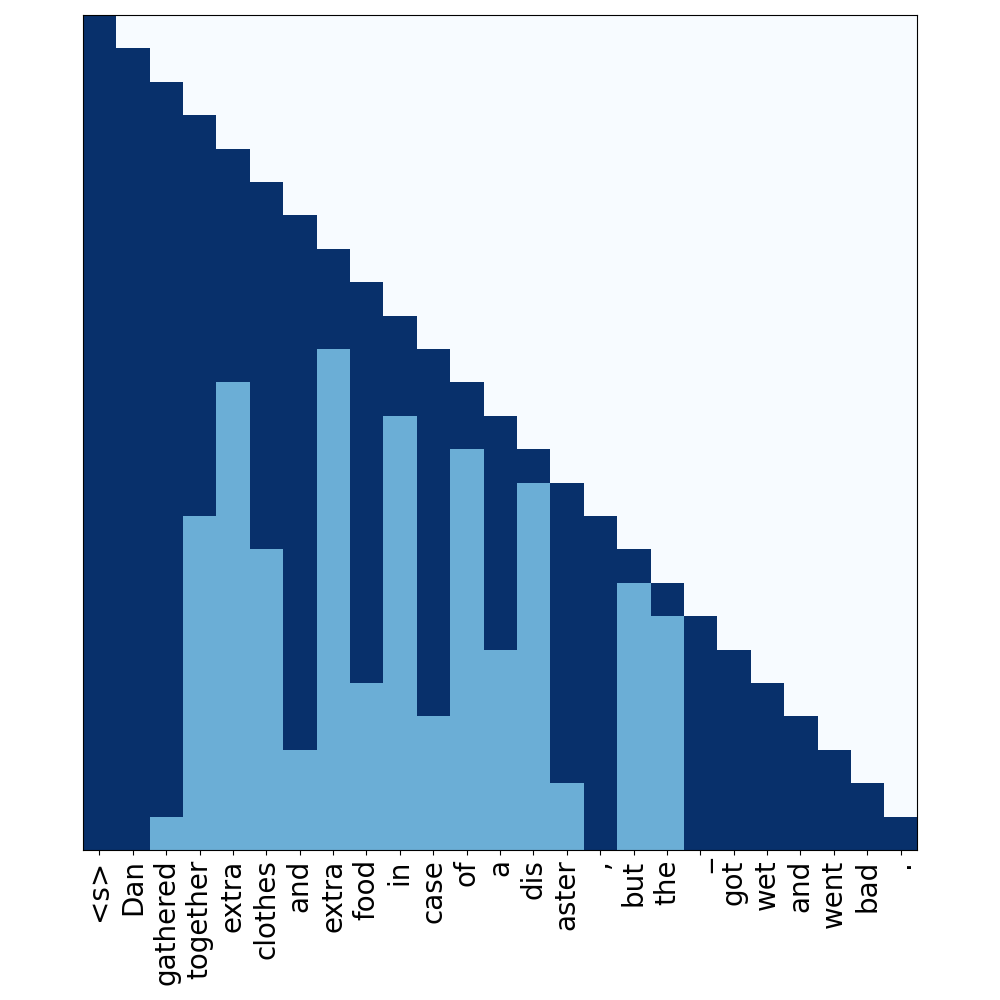 <s>
Dan
gathered
together
extra
clothes
and
extra
food
in
case
of
a
dis
aster
,
but
the
_
got
wet
and
went
bad
.